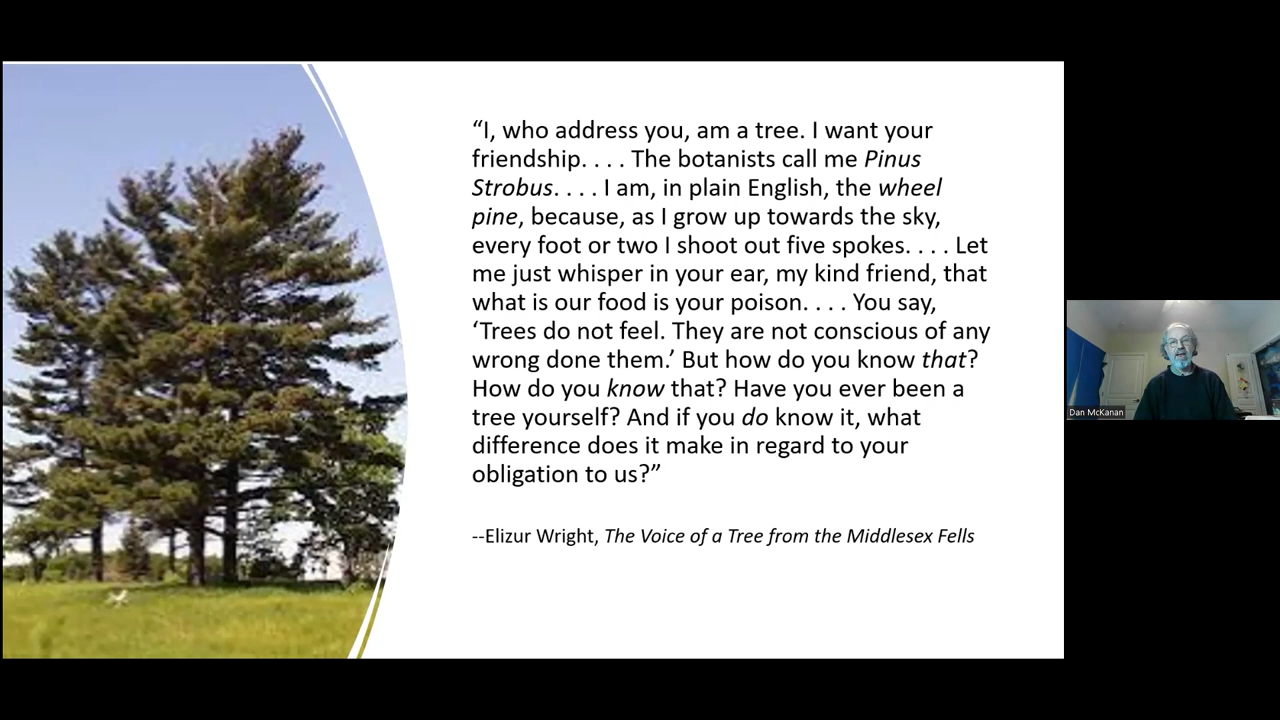 “I, who address you, am a tree. I want your
friendship. . . . The botanists call me Pinus
Strobus. . . . I am, in plain English, the wheel
pine, because, as I grow up towards the sky,
every foot or two I shoot out five spokes. . . . Let
me just whisper in your ear, my kind friend, that
what is our food is your poison. . . . You say,
‘Trees do not feel. They are not conscious of any
wrong done them.’ But how do you know that?
How do you know that? Have you ever been a
tree yourself? And if you do know it, what
difference does it make in regard to your
obligation to us?”
--Elizur Wright, The Voice of a Tree from the Middlesex Fells
Dan McKanan